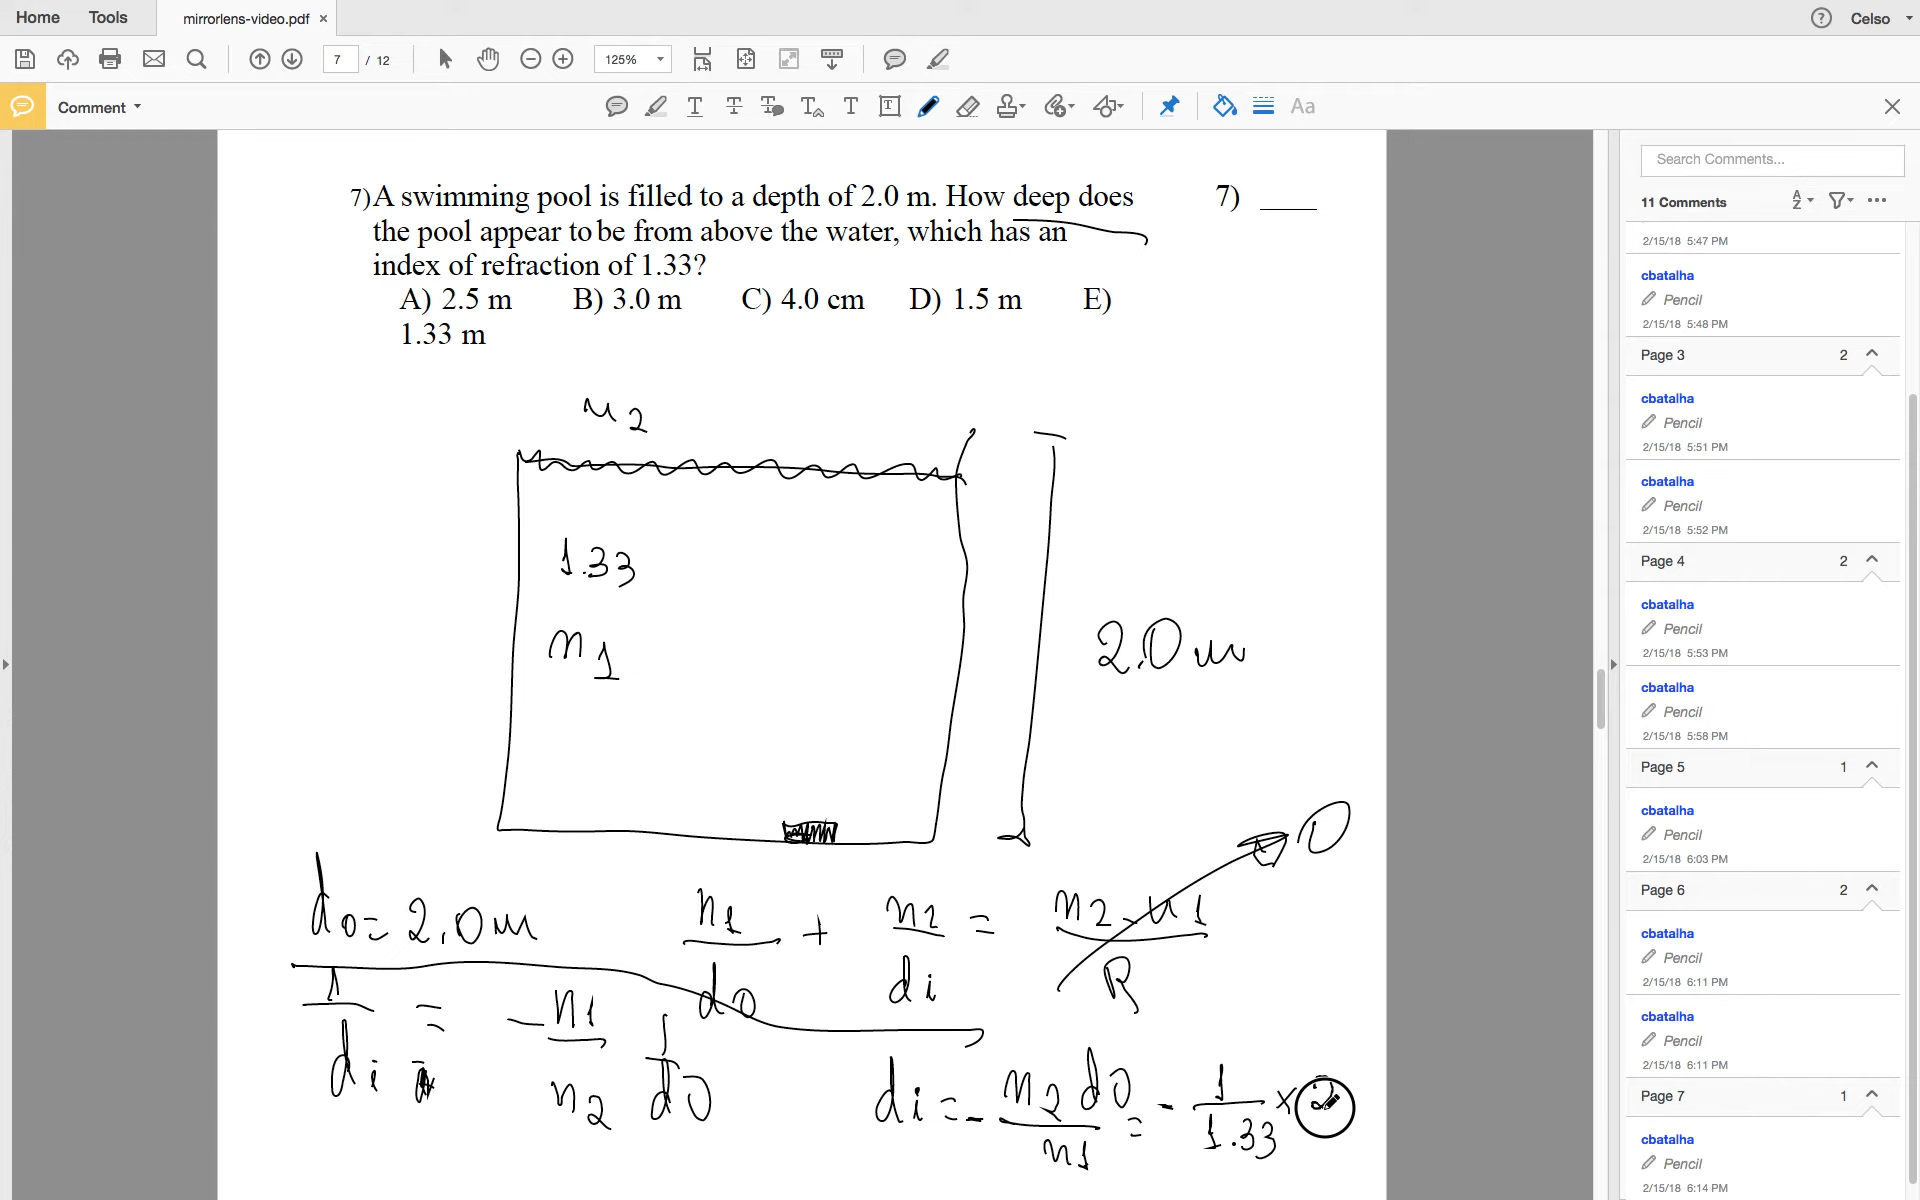 Home Tools mirrorlens-video.pdf × ? Celso
7 / 12 125%
Comment Aa
7)A swimming pool is filled to a depth of 2.0 m. How deep does 7) ____
the pool appear to be from above the water, which has an
index of refraction of 1.33?
A) 2.5 m B) 3.0 m C) 4.0 cm D) 1.5 m E)
1.33 m
n2
1.33
n1
2.0 m
0
do = 2.0 m n1/do + n2/di = n2-n1/R
1/di = -n1/n2 1/do
di = -n2 do/n1 = -1/1.33 × 2
Search Comments...
11 Comments
2/15/18 5:47 PM
cbatalha
Pencil
2/15/18 5:48 PM
Page 3 2
cbatalha
Pencil
2/15/18 5:51 PM
cbatalha
Pencil
2/15/18 5:52 PM
Page 4 2
cbatalha
Pencil
2/15/18 5:53 PM
cbatalha
Pencil
2/15/18 5:58 PM
Page 5 1
cbatalha
Pencil
2/15/18 6:03 PM
Page 6 2
cbatalha
Pencil
2/15/18 6:11 PM
cbatalha
Pencil
2/15/18 6:11 PM
Page 7 1
cbatalha
Pencil
2/15/18 6:14 PM